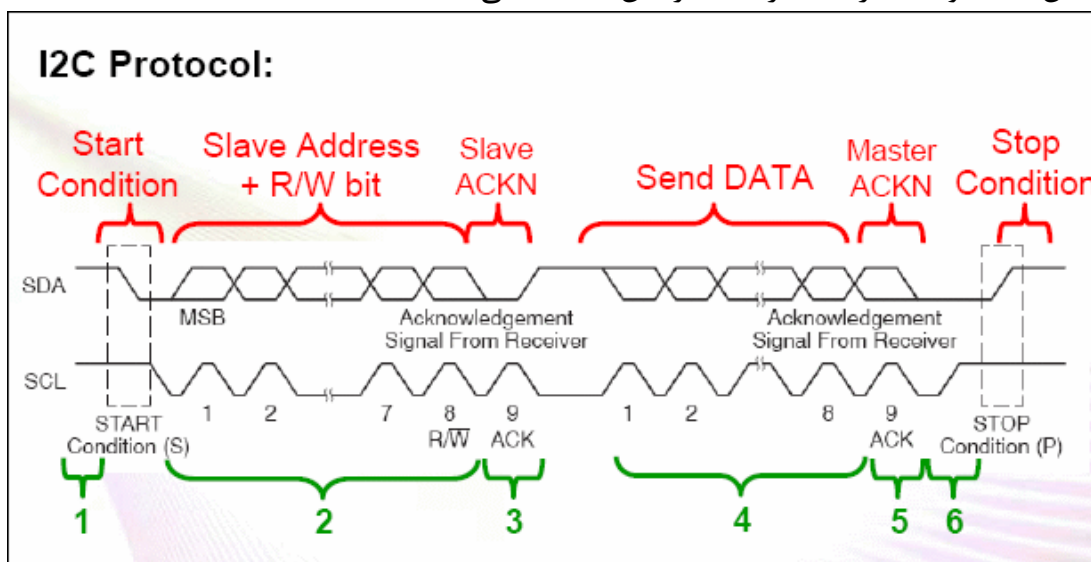 I2C Protocol:
Start Condition
Slave Address + R/W bit
Slave ACKN
Send DATA
Master ACKN
Stop Condition
SDA
MSB
Acknowledgement Signal From Receiver
Acknowledgement Signal From Receiver
SCL
1 2 7 8 9 1 2 8 9
R/W̅ ACK ACK
START Condition (S)
STOP Condition (P)
1 2 3 4 5 6